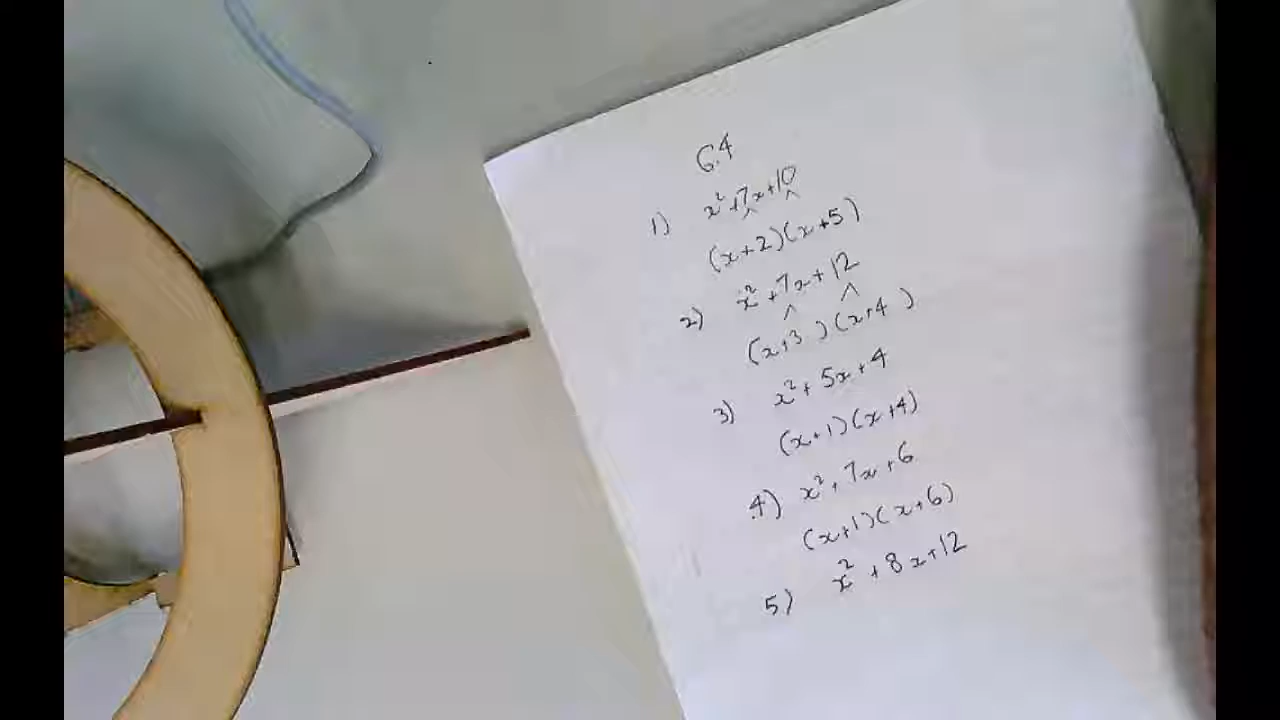 6.4
1) x² + 7x + 10
(x+2)(x+5)
2) x² + 7x + 12
(x+3)(x+4)
3) x² + 5x + 4
(x+1)(x+4)
4) x² + 7x + 6
(x+1)(x+6)
5) x² + 8x + 12